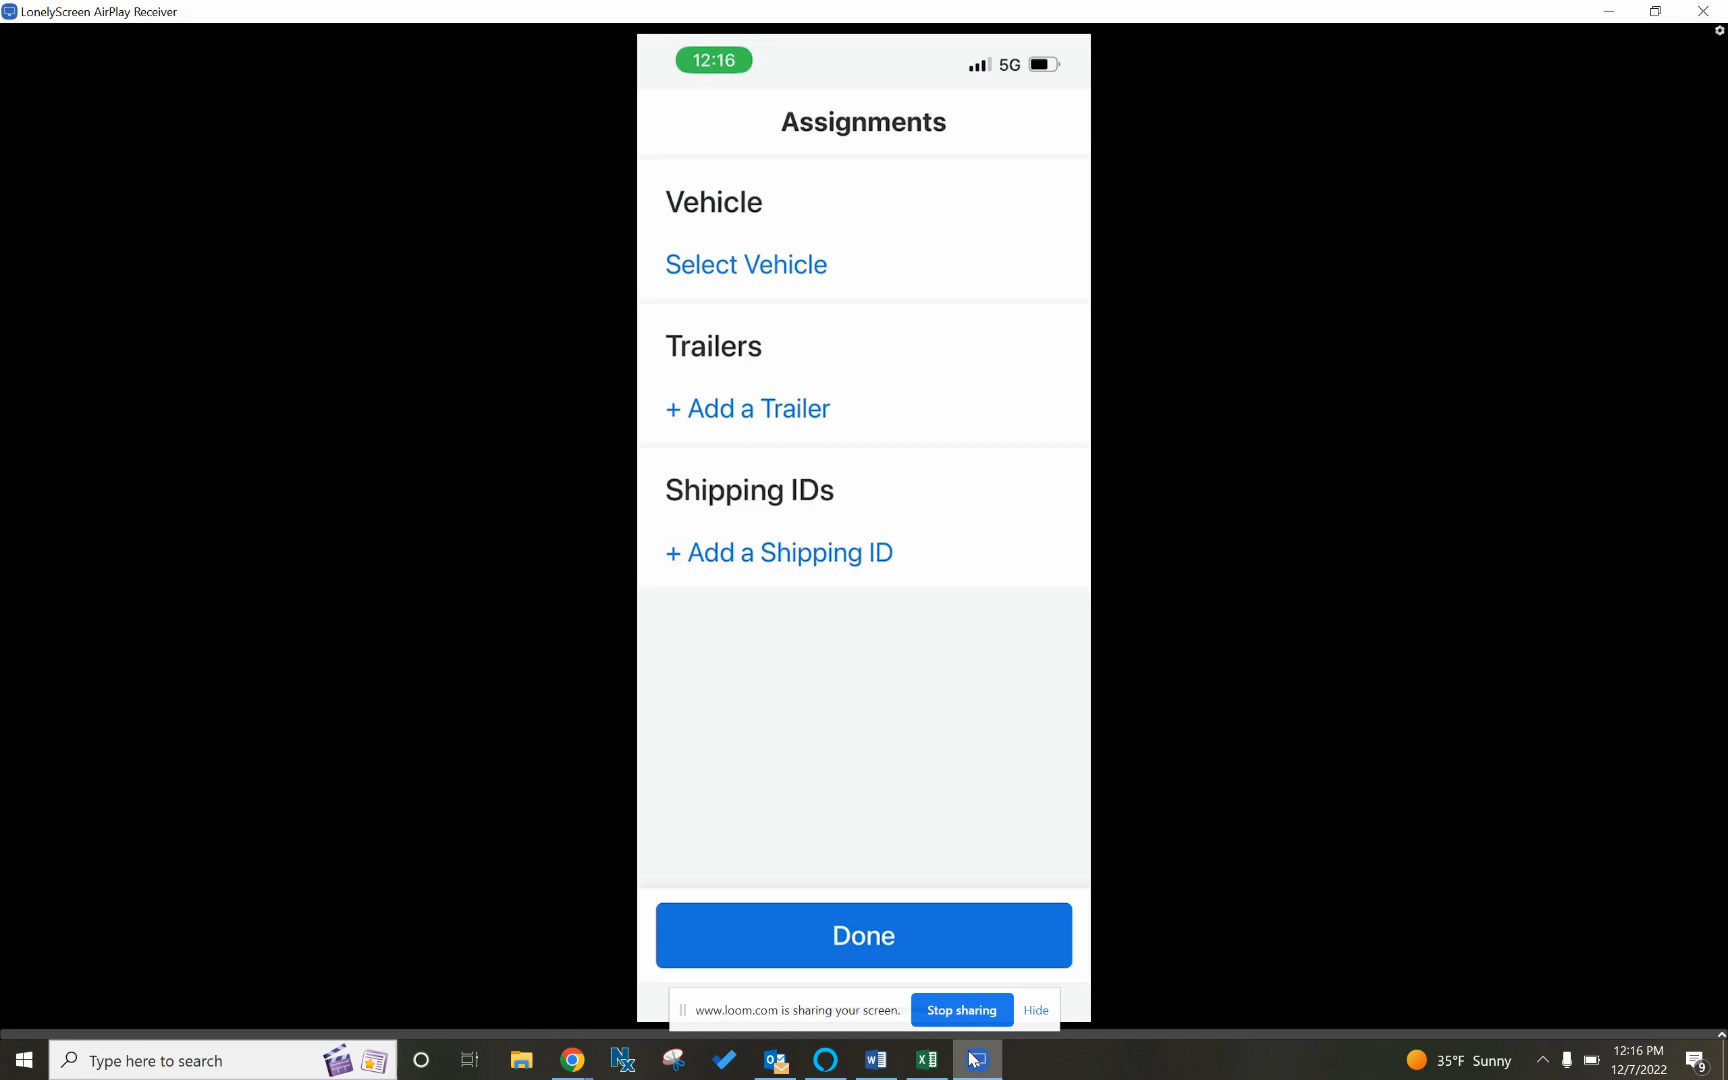 LonelyScreen AirPlay Receiver
12:16
5G
Assignments
Vehicle
Select Vehicle
Trailers
+ Add a Trailer
Shipping IDs
+ Add a Shipping ID
Done
www.loom.com is sharing your screen.
Stop sharing
Hide
Type here to search
35°F Sunny
12:16 PM
12/7/2022
9